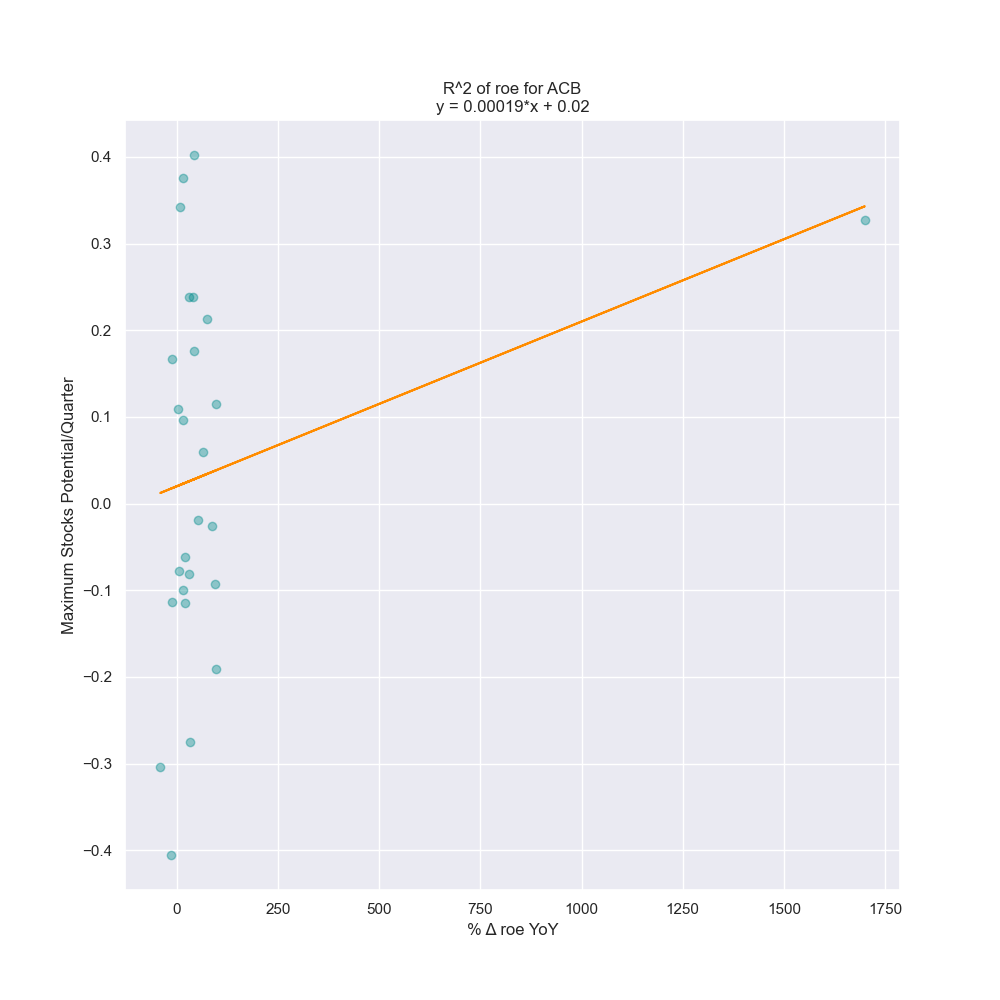 R^2 of roe for ACB
y = 0.00019*x + 0.02
Maximum Stocks Potential/Quarter
0.4
0.3
0.2
0.1
0.0
−0.1
−0.2
−0.3
−0.4
0 250 500 750 1000 1250 1500 1750
% Δ roe YoY